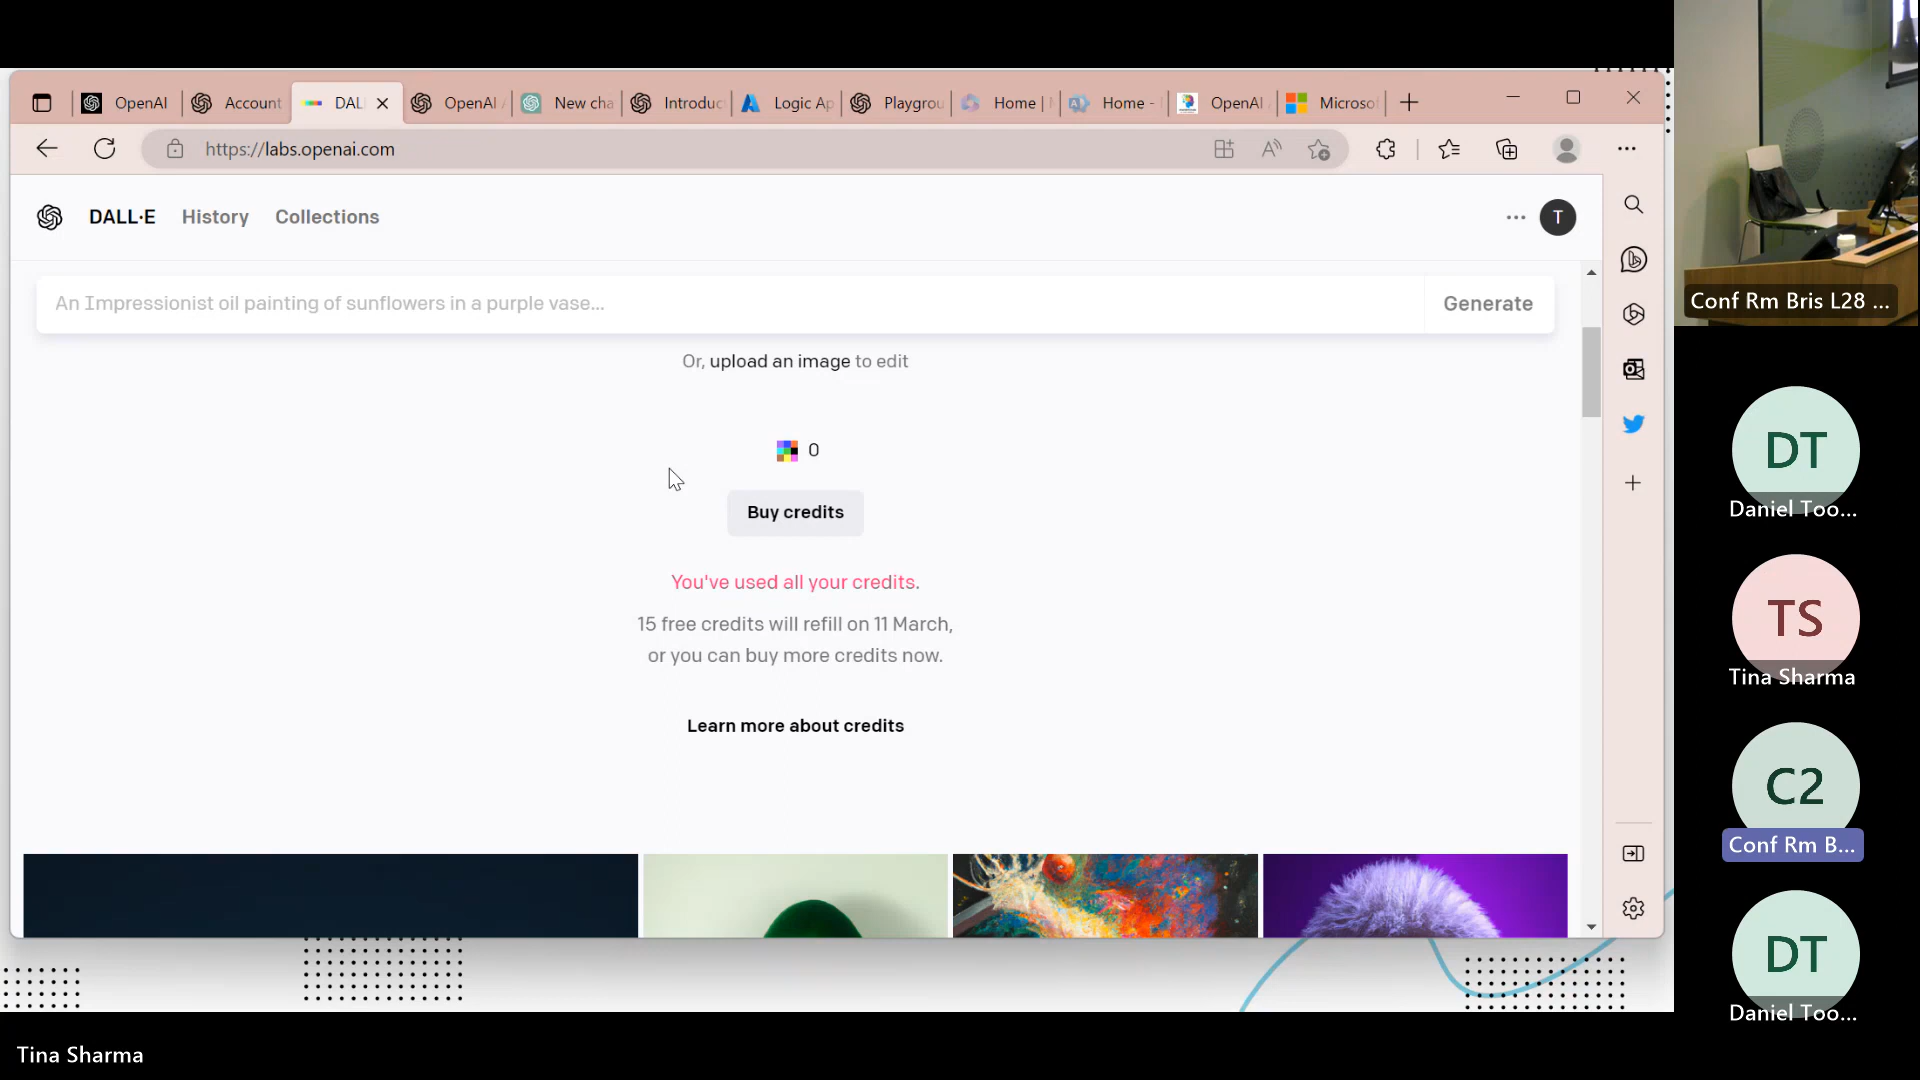 OpenAI
Account
DAL
OpenAI
New cha
Introduc
Logic Ap
Playgrou
Home |
Home -
OpenAI
Microsof
https://labs.openai.com
DALL·E
History
Collections
T
An Impressionist oil painting of sunflowers in a purple vase...
Generate
Or, upload an image to edit
0
Buy credits
You've used all your credits.
15 free credits will refill on 11 March,
or you can buy more credits now.
Learn more about credits
Conf Rm Bris L28 ...
DT
Daniel Too...
TS
Tina Sharma
C2
Conf Rm B...
DT
Daniel Too...
Tina Sharma